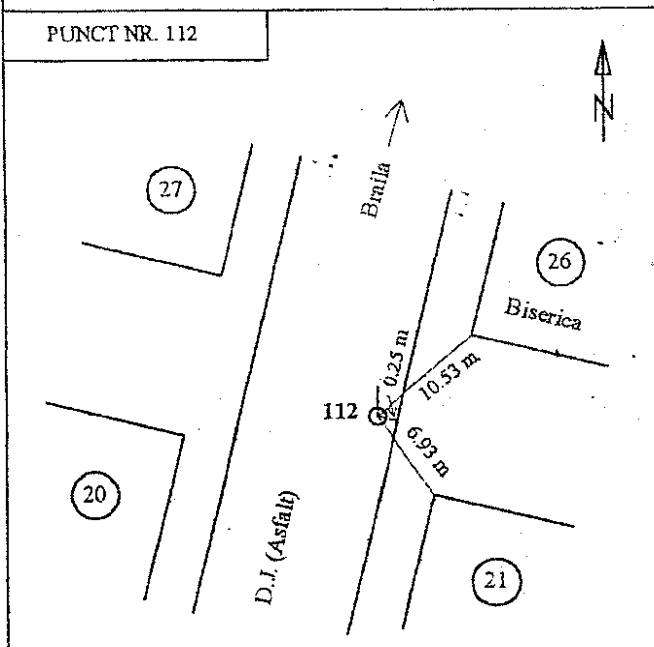 PUNCT NR. 112
N
27
Braila
26
Biserica
0.25 m
10.53 m
112
6.93 m
20
D.J. (Asfalt)
21